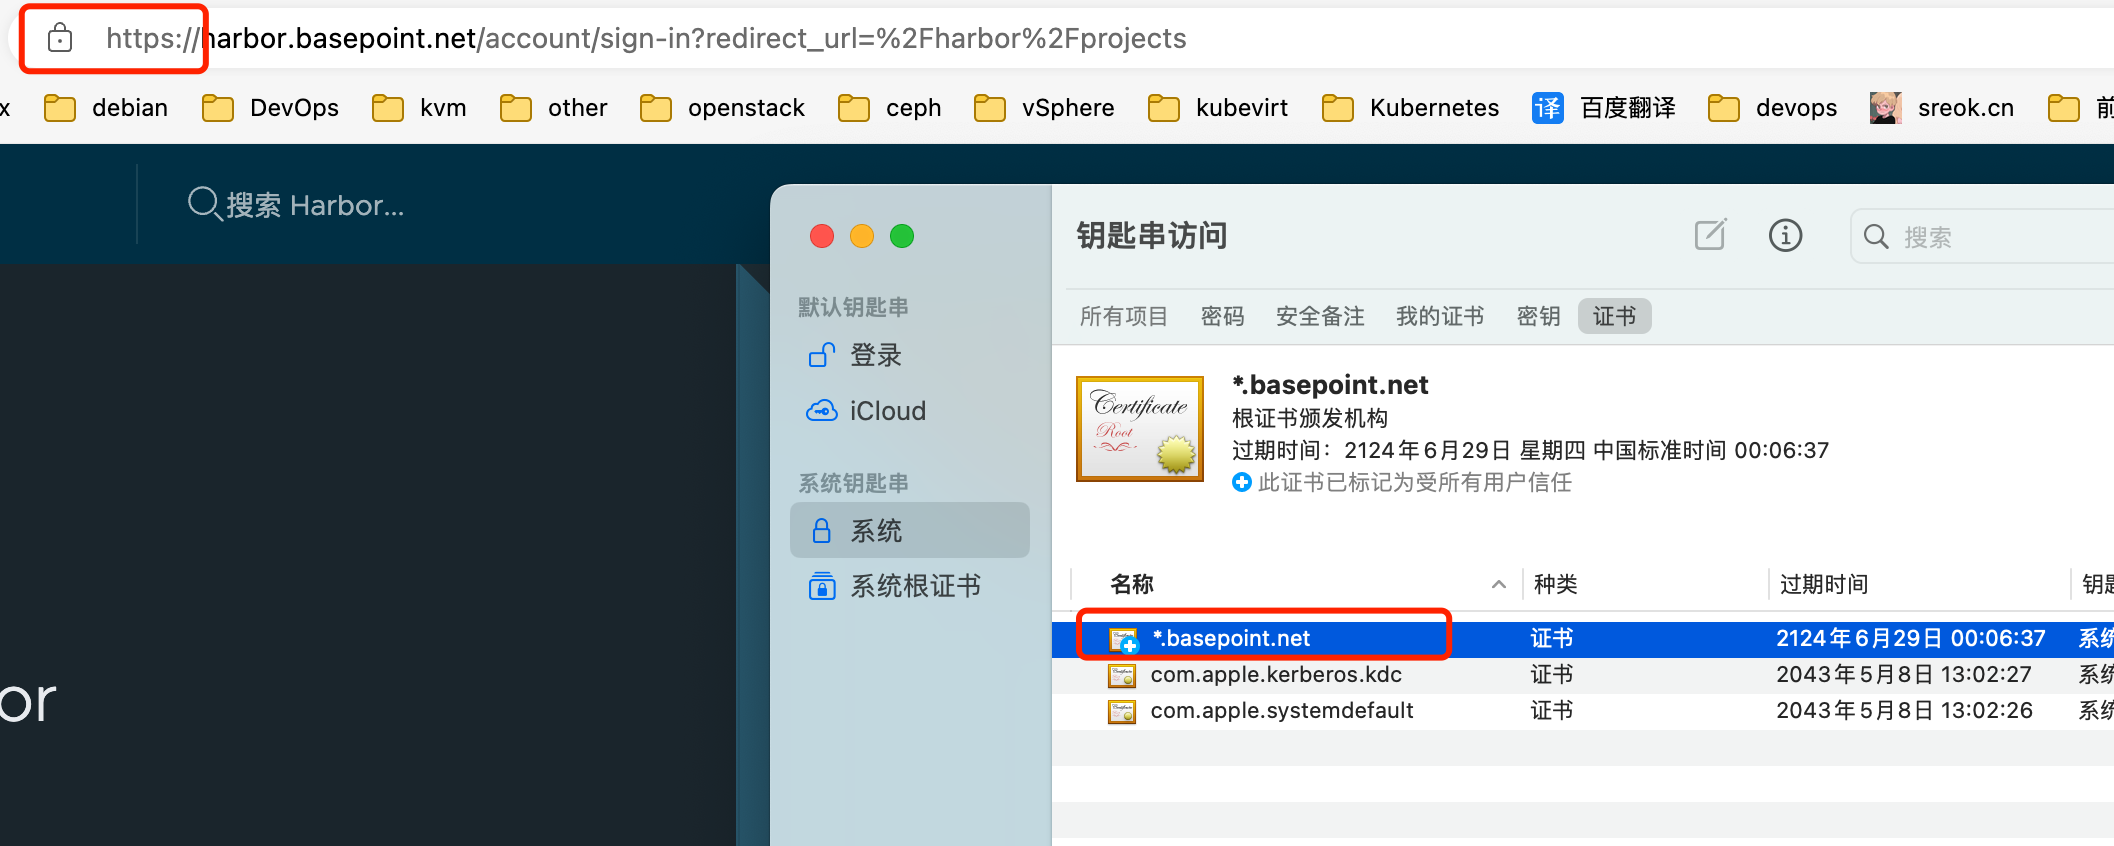 https://harbor.basepoint.net/account/sign-in?redirect_url=%2Fharbor%2Fprojects
x debian DevOps kvm other openstack ceph vSphere kubevirt Kubernetes 译 百度翻译 devops sreok.cn 前
搜索 Harbor...
钥匙串访问
搜索
默认钥匙串
登录
iCloud
系统钥匙串
系统
系统根证书
所有项目 密码 安全备注 我的证书 密钥 证书
Certificate
Root
*.basepoint.net
根证书颁发机构
过期时间：2124年6月29日 星期四 中国标准时间 00:06:37
此证书已标记为受所有用户信任
名称 种类 过期时间 钥
*.basepoint.net 证书 2124年6月29日 00:06:37 系统
com.apple.kerberos.kdc 证书 2043年5月8日 13:02:27 系统
com.apple.systemdefault 证书 2043年5月8日 13:02:26 系统
or